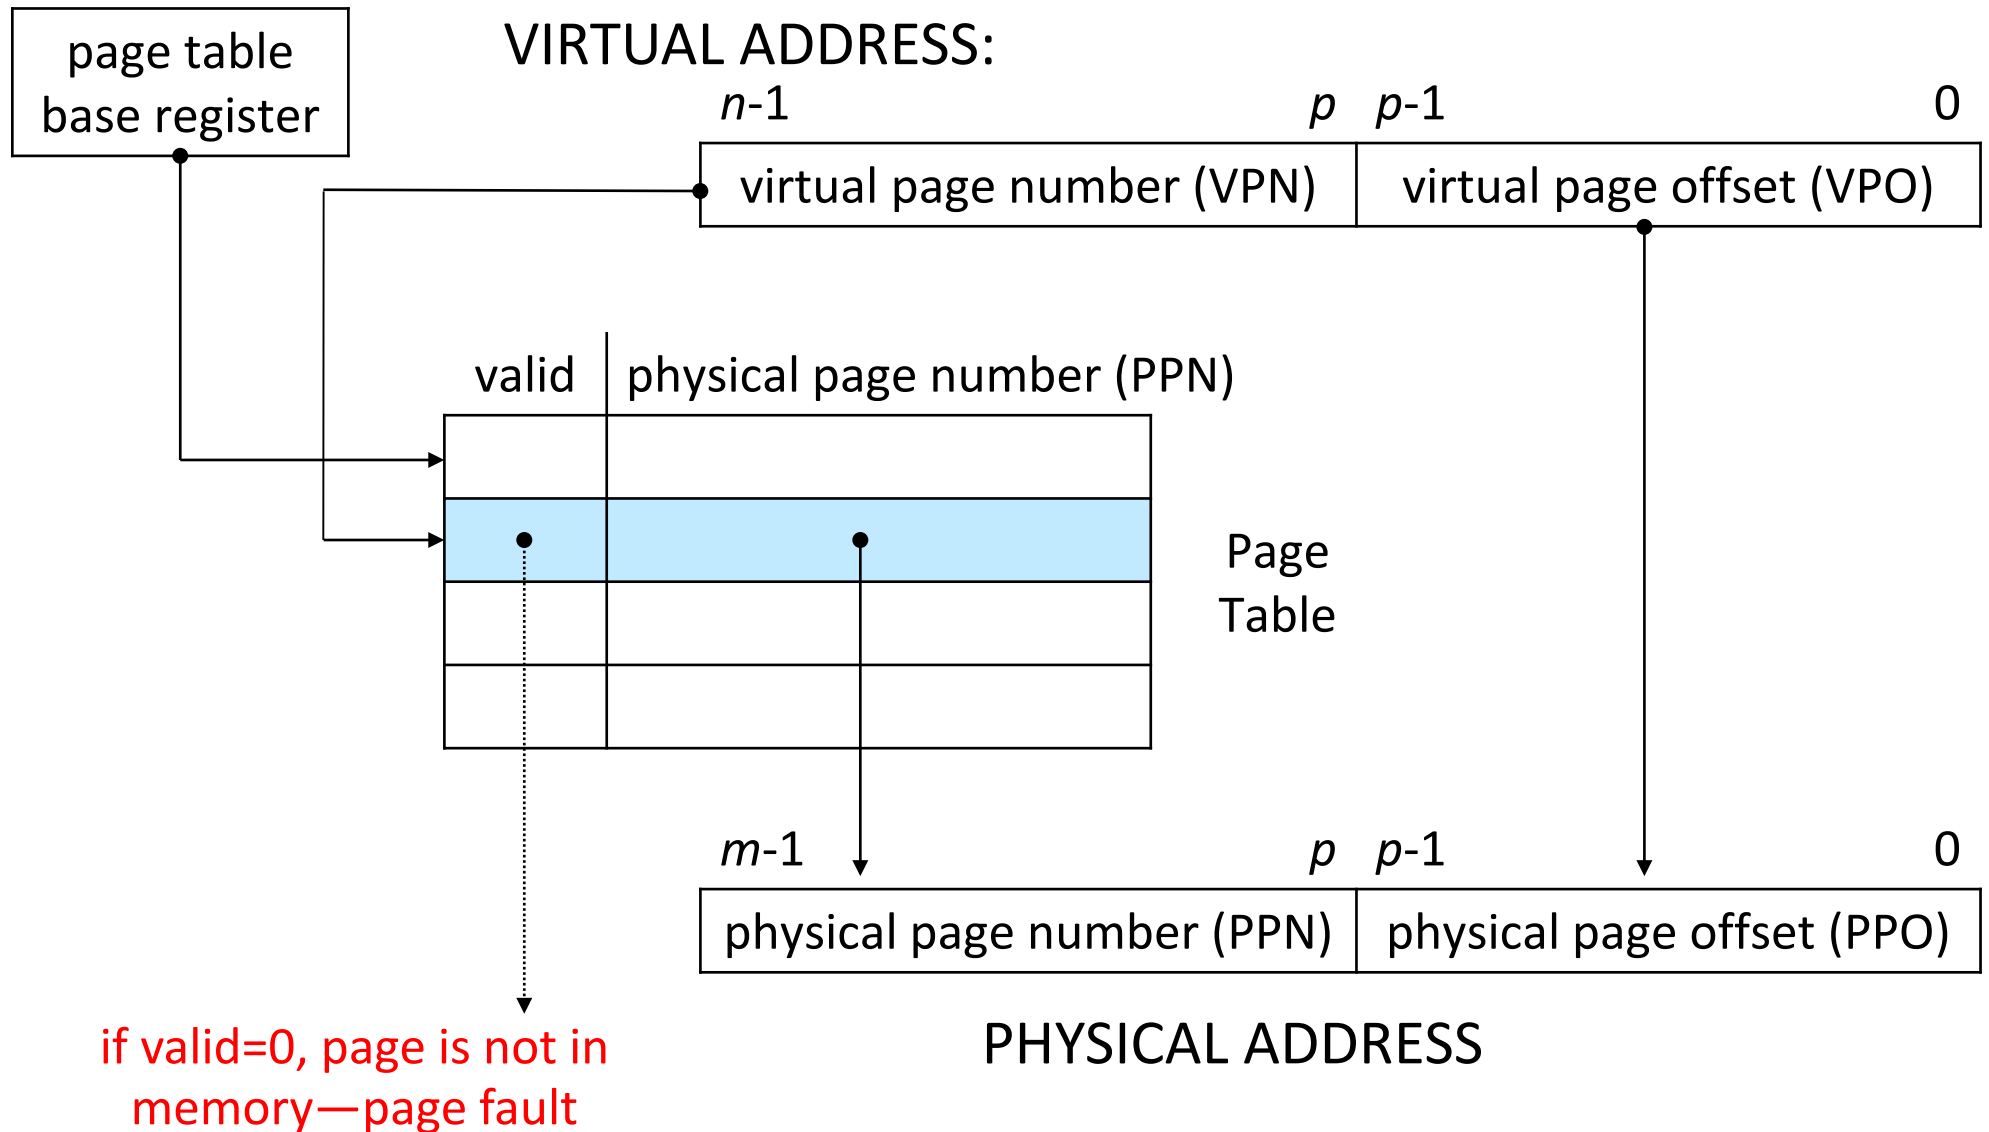 page table
base register
VIRTUAL ADDRESS:
n-1 p p-1 0
virtual page number (VPN) virtual page offset (VPO)
valid physical page number (PPN)
Page
Table
m-1 p p-1 0
physical page number (PPN) physical page offset (PPO)
PHYSICAL ADDRESS
if valid=0, page is not in
memory—page fault